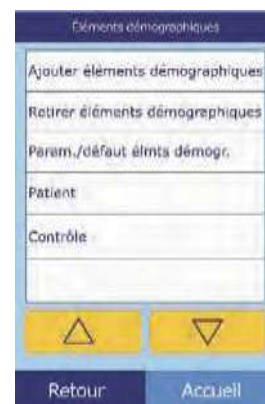 Éléments démographiques
Ajouter éléments démographiques
Retirer éléments démographiques
Param./défaut élmts démogr.
Patient
Contrôle
Retour Accueil